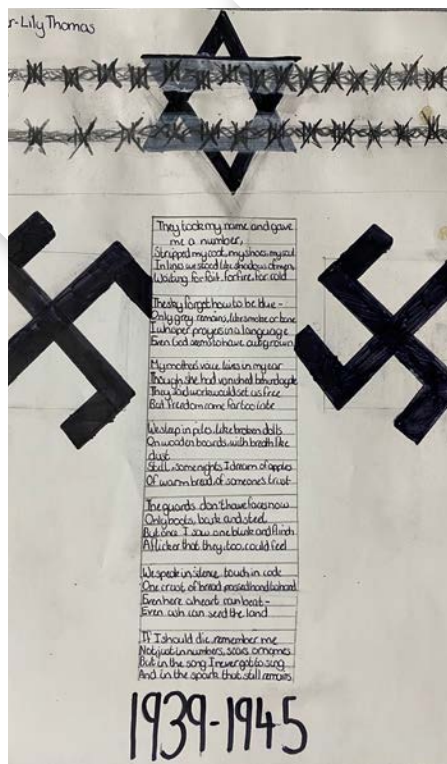 r-Lily Thomas
They took my name and gave
me a number,
Stripped my coat, my shoes, my soul
In lines we stood like shadows of men
Waiting for fate, for fire, for cold
The sky forgot how to be blue -
Only grey remains, like smoke or bone
I whisper prayers in a language
Even God seems to have outgrown
My mother's voice lives in my ear
Though she had vanished behind a gate
They said work would set us free
But freedom came far too late
We sleep in piles, like broken dolls
On wooden boards, with breath like
dust
Still, some nights I dream of apples
Of warm bread, of someone's trust
The guards don't have faces now
Only boots, bark and steel
But once I saw one blink and flinch
A flicker that they, too, could feel
We speak in silence, touch in code
One crust of bread passed hand to hand
Even here a heart can beat -
Even ash can seed the land
If I should die, remember me
Not just in numbers, scars or names
But in the song I never got to sing
And in the spark that still remains
1939-1945